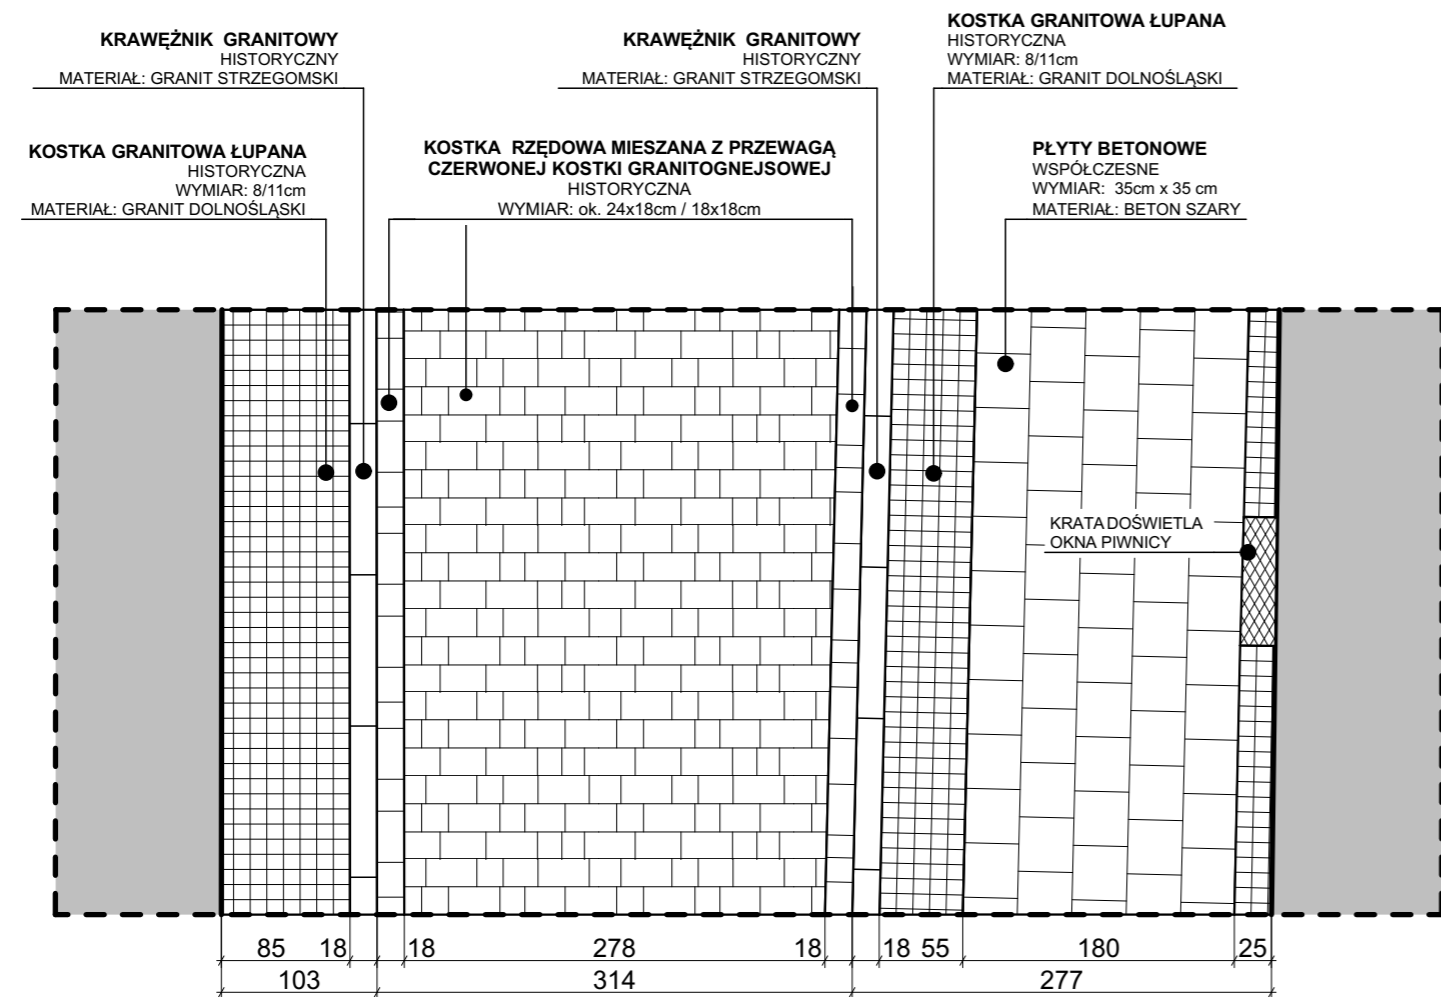 KRAWĘŻNIK GRANITOWY
HISTORYCZNY
MATERIAŁ: GRANIT STRZEGOMSKI
KRAWĘŻNIK GRANITOWY
HISTORYCZNY
MATERIAŁ: GRANIT STRZEGOMSKI
KOSTKA GRANITOWA ŁUPANA
HISTORYCZNA
WYMIAR: 8/11cm
MATERIAŁ: GRANIT DOLNOŚLĄSKI
KOSTKA GRANITOWA ŁUPANA
HISTORYCZNA
WYMIAR: 8/11cm
MATERIAŁ: GRANIT DOLNOŚLĄSKI
KOSTKA RZĘDOWA MIESZANA Z PRZEWAGĄ
CZERWONEJ KOSTKI GRANITOGNEJSOWEJ
HISTORYCZNA
WYMIAR: ok. 24x18cm / 18x18cm
PŁYTY BETONOWE
WSPÓŁCZESNE
WYMIAR: 35cm x 35 cm
MATERIAŁ: BETON SZARY
KRATA DOŚWIETLA
OKNA PIWNICY
85 18 18 278 18 18 55 180 25
103 314 277